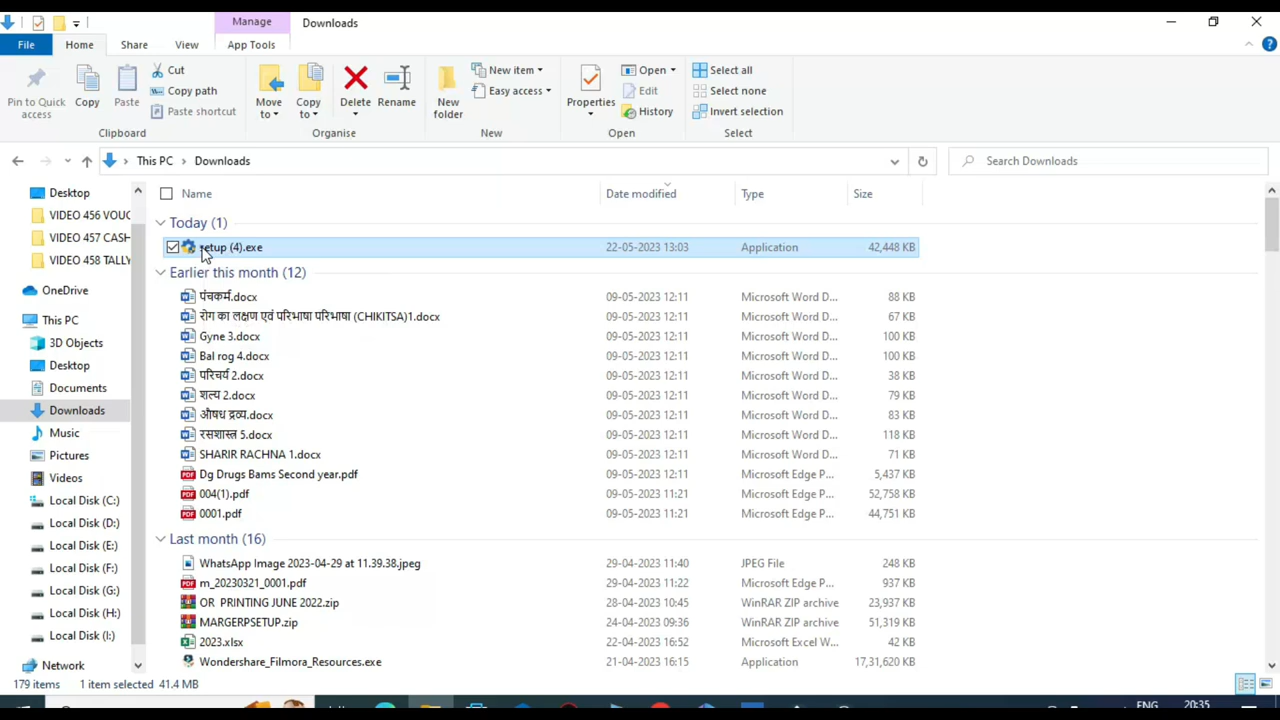 Manage
Downloads
File
Home
Share
View
App Tools
Pin to Quick access
Copy
Paste
Cut
Copy path
Paste shortcut
Clipboard
Move to
Copy to
Delete
Rename
Organise
New folder
New item
Easy access
New
Properties
Open
Edit
History
Open
Select all
Select none
Invert selection
Select
This PC
Downloads
Search Downloads
Desktop
VIDEO 456 VOUC
VIDEO 457 CASH
VIDEO 458 TALLY
OneDrive
This PC
3D Objects
Desktop
Documents
Downloads
Music
Pictures
Videos
Local Disk (C:)
Local Disk (D:)
Local Disk (E:)
Local Disk (F:)
Local Disk (G:)
Local Disk (H:)
Local Disk (I:)
Network
Name Date modified Type Size
Today (1)
setup (4).exe 22-05-2023 13:03 Application 42,448 KB
Earlier this month (12)
पंचकर्म.docx 09-05-2023 12:11 Microsoft Word D... 88 KB
रोग का लक्षण एवं परिभाषा परिभाषा (CHIKITSA)1.docx 09-05-2023 12:11 Microsoft Word D... 67 KB
Gyne 3.docx 09-05-2023 12:11 Microsoft Word D... 100 KB
Bal rog 4.docx 09-05-2023 12:11 Microsoft Word D... 100 KB
परिचर्य 2.docx 09-05-2023 12:11 Microsoft Word D... 38 KB
शल्य 2.docx 09-05-2023 12:11 Microsoft Word D... 79 KB
औषध द्रव्य.docx 09-05-2023 12:11 Microsoft Word D... 83 KB
रसशास्त्र 5.docx 09-05-2023 12:11 Microsoft Word D... 118 KB
SHARIR RACHNA 1.docx 09-05-2023 12:11 Microsoft Word D... 71 KB
Dg Drugs Bams Second year.pdf 09-05-2023 12:11 Microsoft Edge P... 5,437 KB
004(1).pdf 09-05-2023 11:21 Microsoft Edge P... 52,758 KB
0001.pdf 09-05-2023 11:21 Microsoft Edge P... 44,751 KB
Last month (16)
WhatsApp Image 2023-04-29 at 11.39.38.jpeg 29-04-2023 11:40 JPEG File 248 KB
m_20230321_0001.pdf 29-04-2023 11:22 Microsoft Edge P... 937 KB
OR PRINTING JUNE 2022.zip 28-04-2023 10:45 WinRAR ZIP archive 23,937 KB
MARGERPSETUP.zip 24-04-2023 09:36 WinRAR ZIP archive 51,319 KB
2023.xlsx 22-04-2023 16:52 Microsoft Excel W... 42 KB
Wondershare_Filmora_Resources.exe 21-04-2023 16:15 Application 17,31,620 KB
179 items 1 item selected 41.4 MB
ENG 20:35